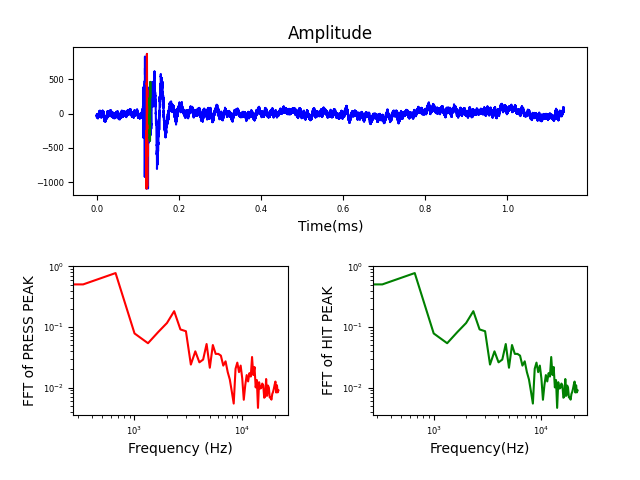 Amplitude
500
0
−500
−1000
0.0 0.2 0.4 0.6 0.8 1.0
Time(ms)
FFT of PRESS PEAK
10⁰
10⁻¹
10⁻²
10³ 10⁴
Frequency (Hz)
FFT of HIT PEAK
10⁰
10⁻¹
10⁻²
10³ 10⁴
Frequency(Hz)